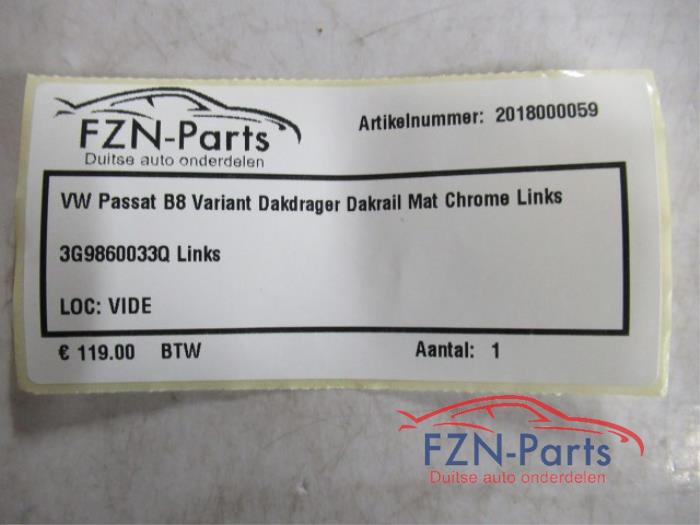 FZN-Parts
Duitse auto onderdelen
Artikelnummer: 2018000059
VW Passat B8 Variant Dakdrager Dakrail Mat Chrome Links
3G9860033Q Links
LOC: VIDE
€ 119.00 BTW
Aantal: 1
FZN-Parts
Duitse auto onderdelen